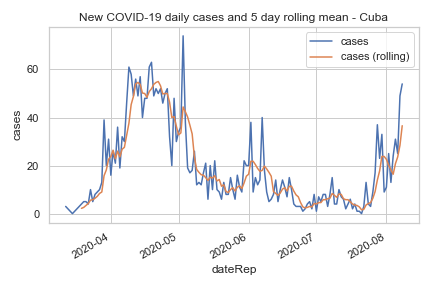 New COVID-19 daily cases and 5 day rolling mean - Cuba
cases
cases (rolling)
cases
60
40
20
0
2020-04
2020-05
2020-06
2020-07
2020-08
dateRep